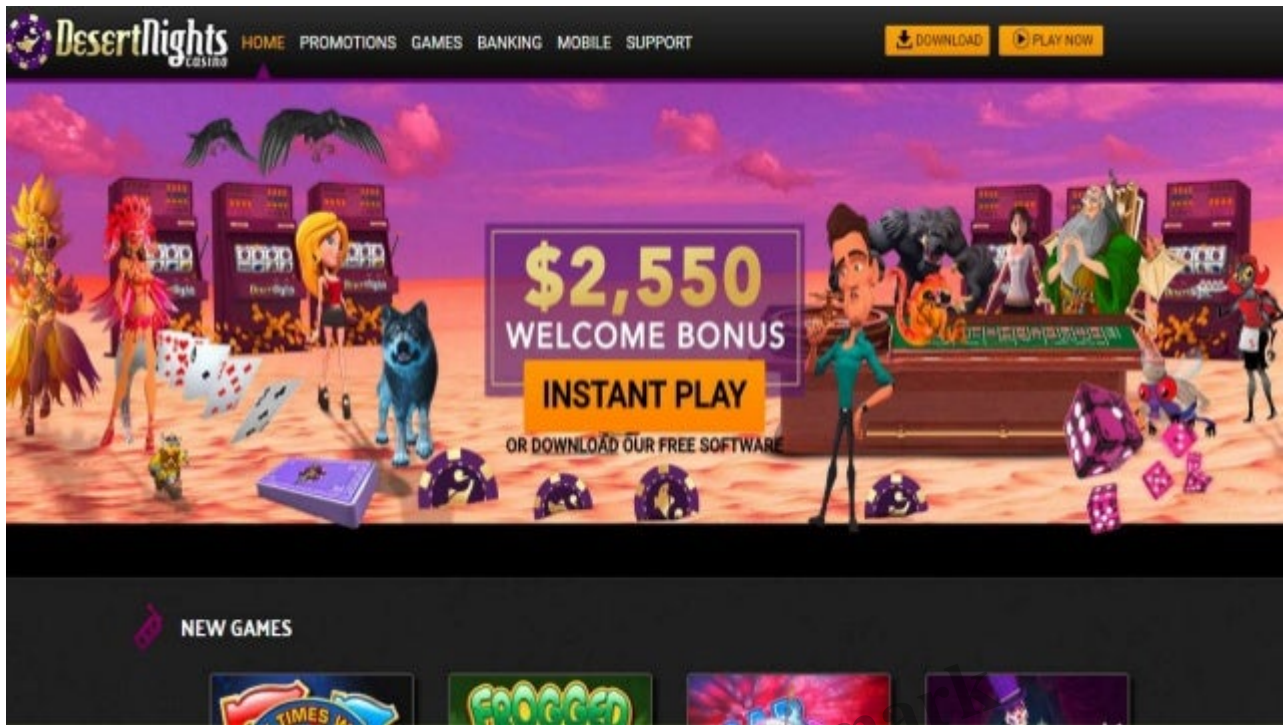 DesertNights
casino
HOME PROMOTIONS GAMES BANKING MOBILE SUPPORT
DOWNLOAD
PLAY NOW
$2,550
WELCOME BONUS
INSTANT PLAY
OR DOWNLOAD OUR FREE SOFTWARE
NEW GAMES
TIMES
FROGGED